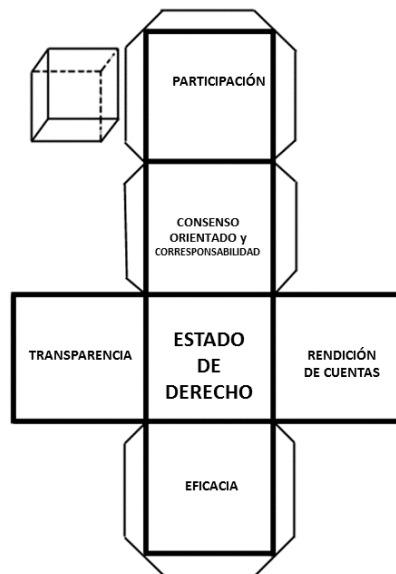 PARTICIPACIÓN
CONSENSO
ORIENTADO y
CORRESPONSABILIDAD
TRANSPARENCIA
ESTADO
DE
DERECHO
RENDICIÓN
DE CUENTAS
EFICACIA